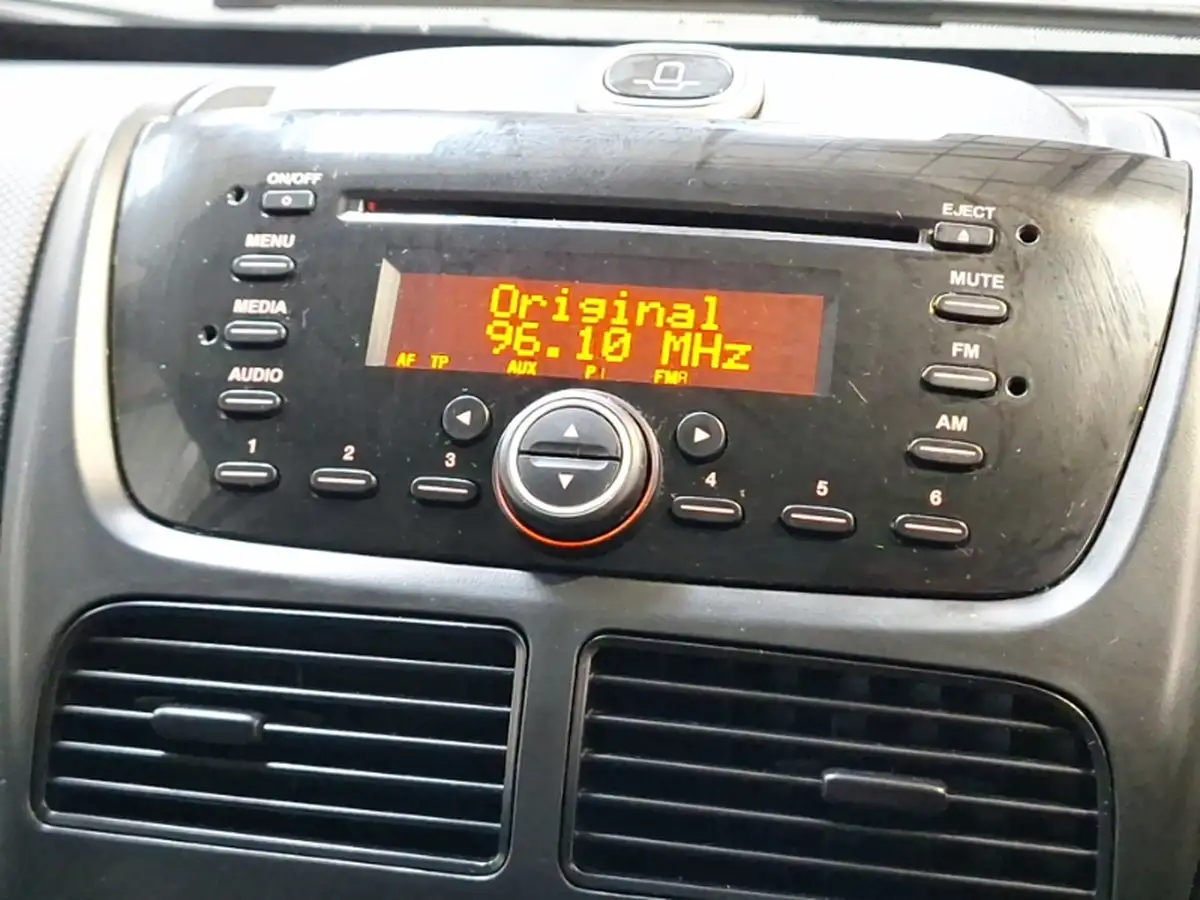 ON/OFF
EJECT
MENU
MUTE
MEDIA
Original
96.10 MHz
AF TP AUX P FM
FM
AUDIO
AM
1 2 3 4 5 6